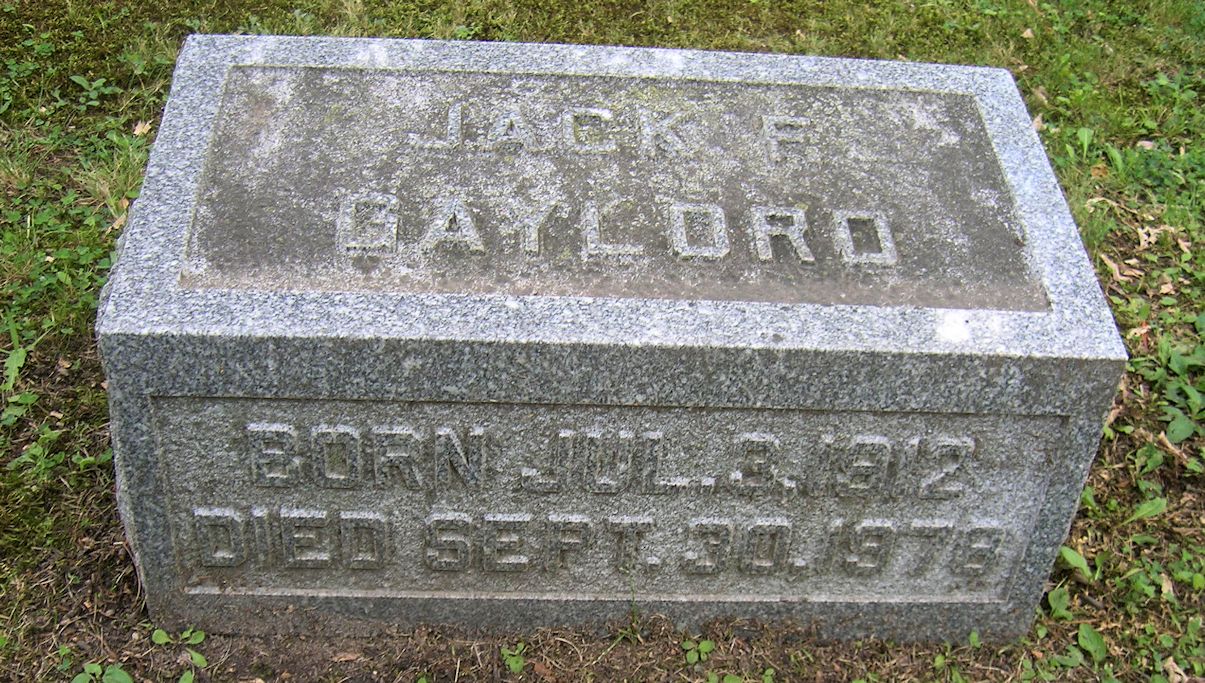 JACK F.
GAYLORD
BORN JUL. 3. 1912
DIED SEPT. 30. 1978